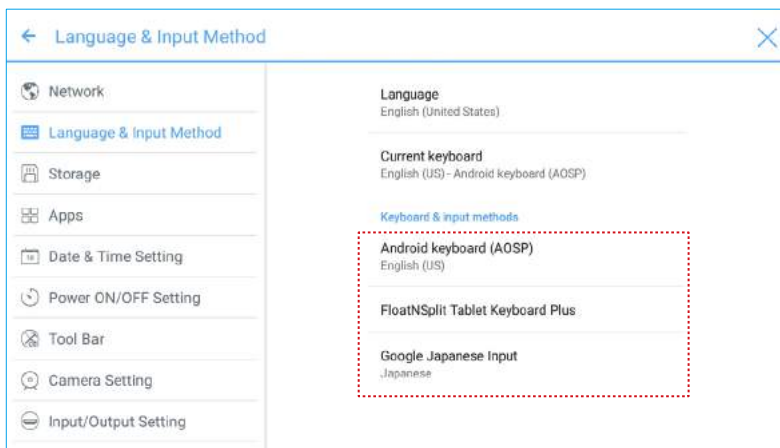 Language & Input Method
Network
Language & Input Method
Storage
Apps
Date & Time Setting
Power ON/OFF Setting
Tool Bar
Camera Setting
Input/Output Setting
Language
English (United States)
Current keyboard
English (US) - Android keyboard (AOSP)
Keyboard & input methods
Android keyboard (AOSP)
English (US)
FloatNSplit Tablet Keyboard Plus
Google Japanese Input
Japanese